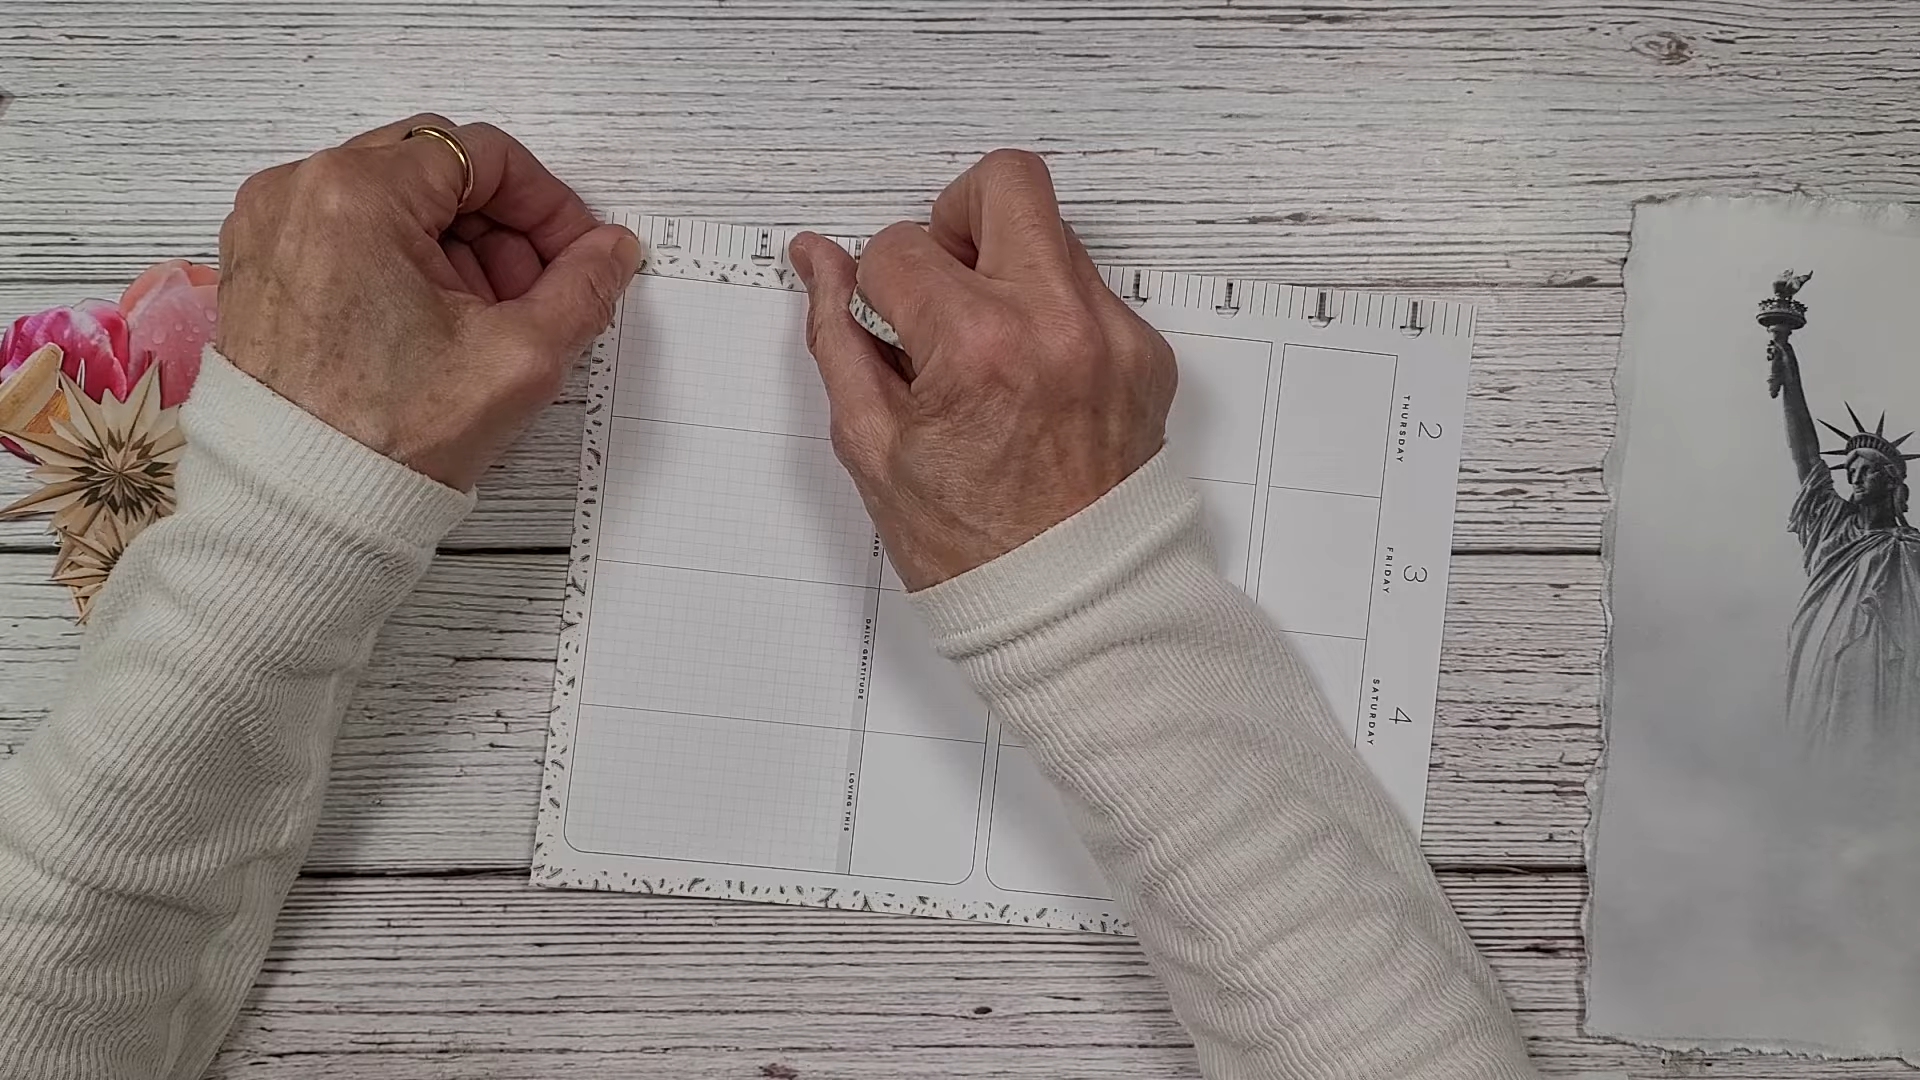 2
THURSDAY
3
FRIDAY
4
SATURDAY
DAILY GRATITUDE
LOVING THIS